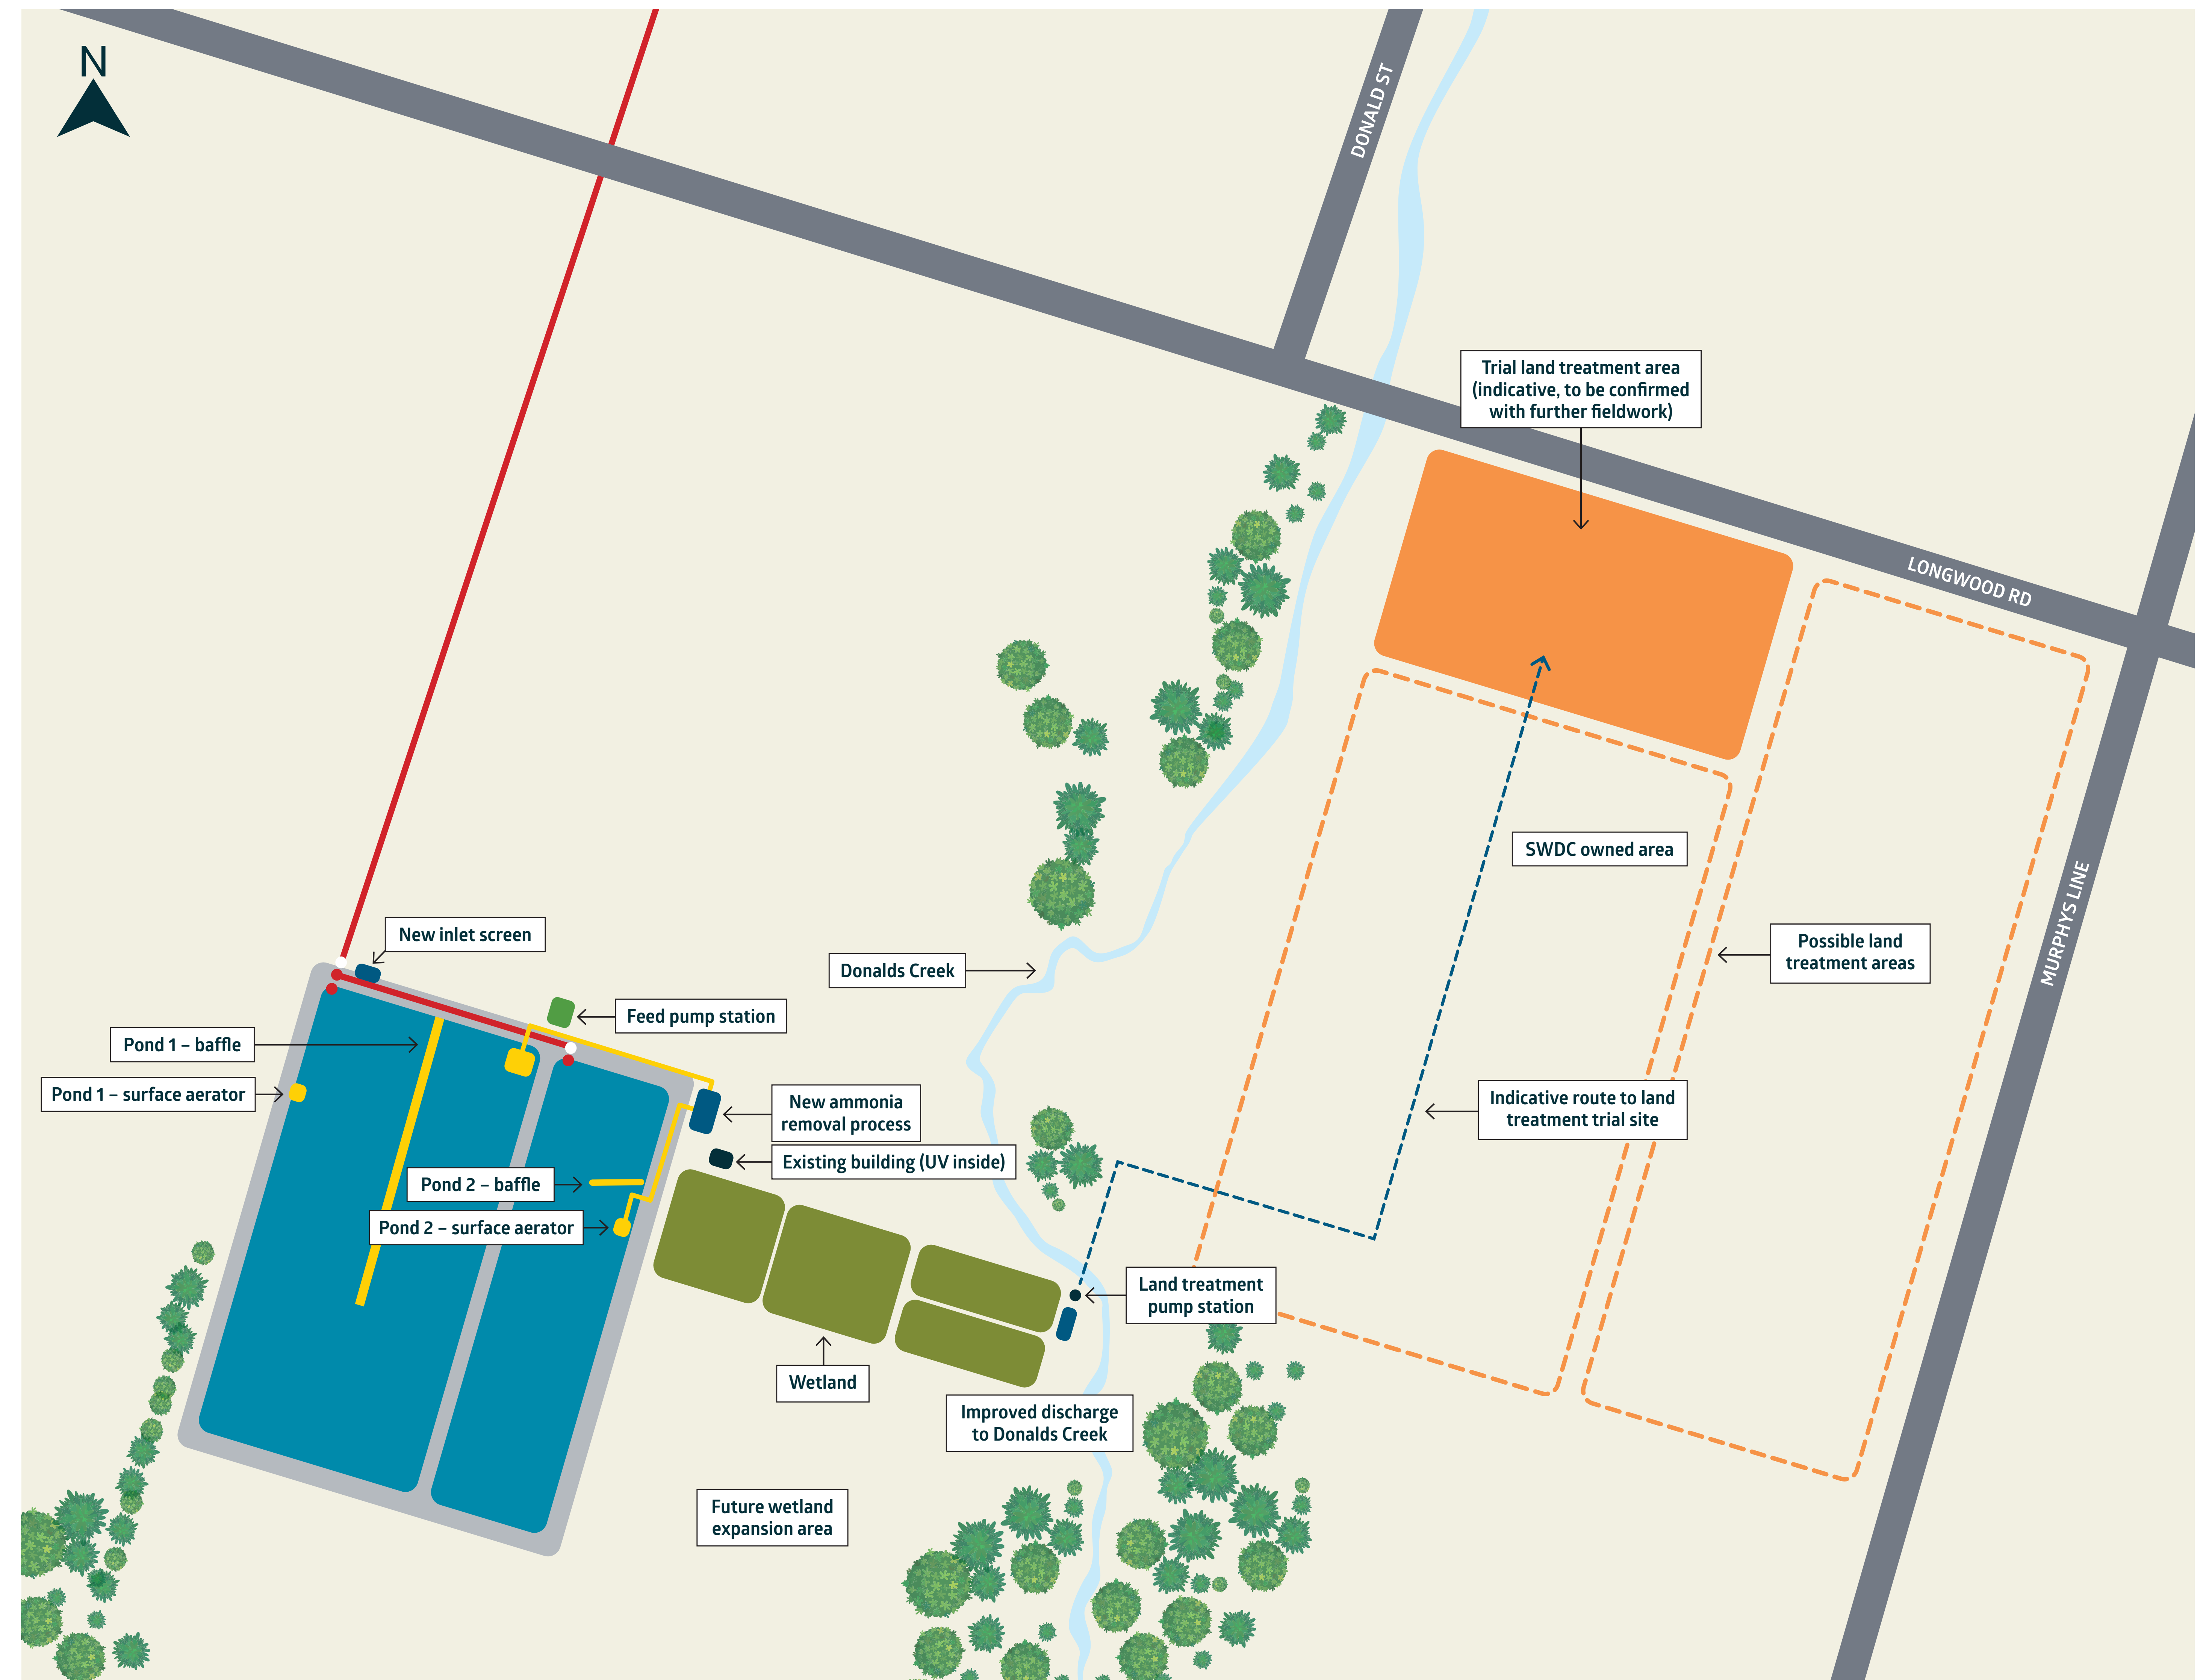 N
DONALD ST
Trial land treatment area
(indicative, to be confirmed
with further fieldwork)
LONGWOOD RD
MURPHYS LINE
SWDC owned area
New inlet screen
Possible land
treatment areas
Donalds Creek
Feed pump station
Pond 1 – baffle
Pond 1 – surface aerator
New ammonia
removal process
Indicative route to land
treatment trial site
Existing building (UV inside)
Pond 2 – baffle
Pond 2 – surface aerator
Land treatment
pump station
Wetland
Improved discharge
to Donalds Creek
Future wetland
expansion area